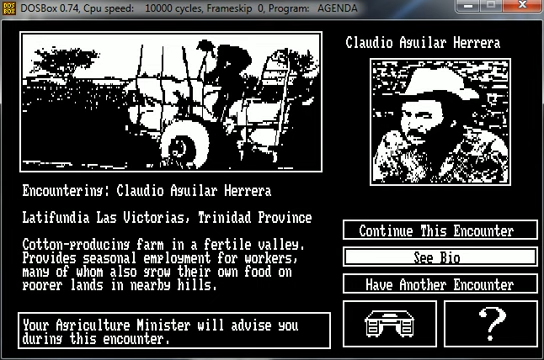 DOSBox 0.74, Cpu speed: 10000 cycles, Frameskip 0, Program: AGENDA
Claudio Aguilar Herrera
Encountering: Claudio Aguilar Herrera
Latifundia Las Victorias, Trinidad Province
Cotton-producing farm in a fertile valley.
Provides seasonal employment for workers,
many of whom also grow their own food on
poorer lands in nearby hills.
Your Agriculture Minister will advise you
during this encounter.
Continue This Encounter
See Bio
Have Another Encounter
?